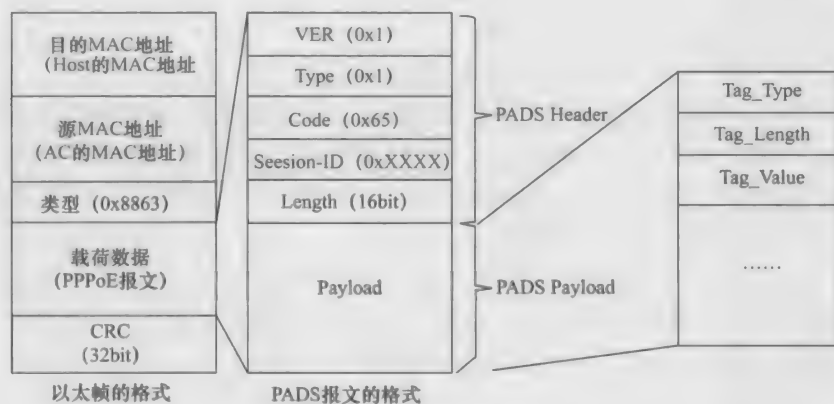 目的MAC地址
(Host的MAC地址
源MAC地址
(AC的MAC地址)
类型 (0x8863)
载荷数据
(PPPoE报文)
CRC
(32bit)
以太帧的格式
VER (0x1)
Type (0x1)
Code (0x65)
Seesion-ID (0xXXXX)
Length (16bit)
Payload
PADS报文的格式
PADS Header
PADS Payload
Tag_Type
Tag_Length
Tag_Value
……